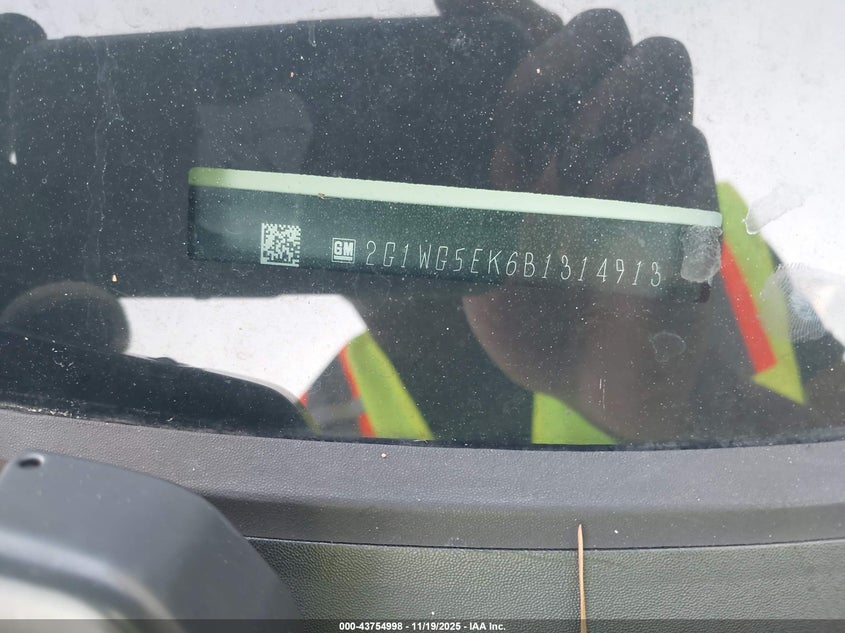 GM 2G1WG5EK6B1314913
000-43754998 | 11/19/2025 - IAA Inc.